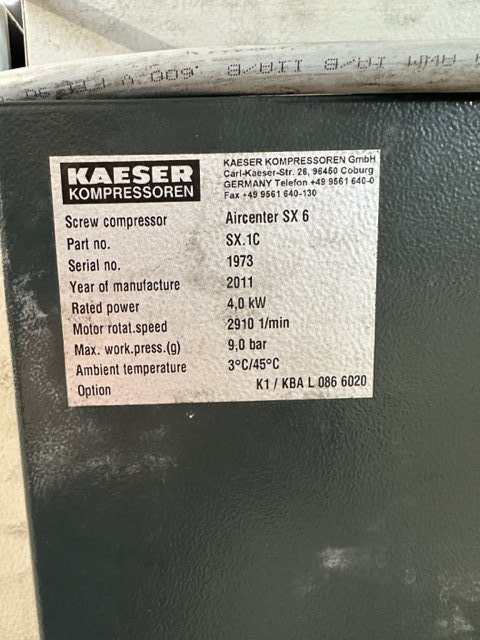 KAESER
KOMPRESSOREN
KAESER KOMPRESSOREN GmbH
Carl-Kaeser-Str. 26, 96450 Coburg
GERMANY Telefon +49 9561 640-0
Fax +49 9561 640-130
Screw compressor Aircenter SX 6
Part no. SX.1C
Serial no. 1973
Year of manufacture 2011
Rated power 4,0 kW
Motor rotat.speed 2910 1/min
Max. work.press.(g) 9,0 bar
Ambient temperature 3°C/45°C
Option K1 / KBA L 086 6020